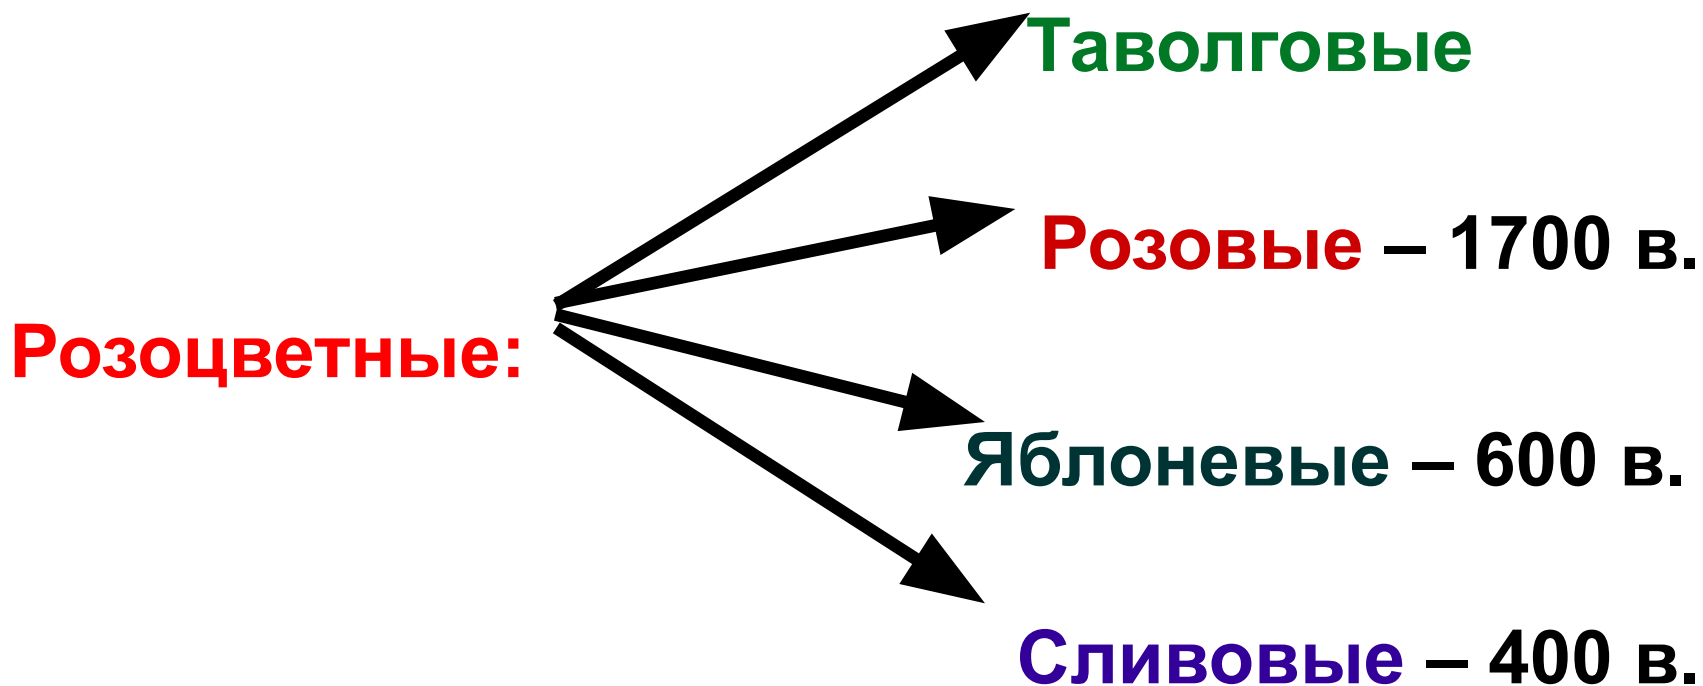 Таволговые
Розовые – 1700 в.
Розоцветные:
Яблоневые – 600 в.
Сливовые – 400 в.